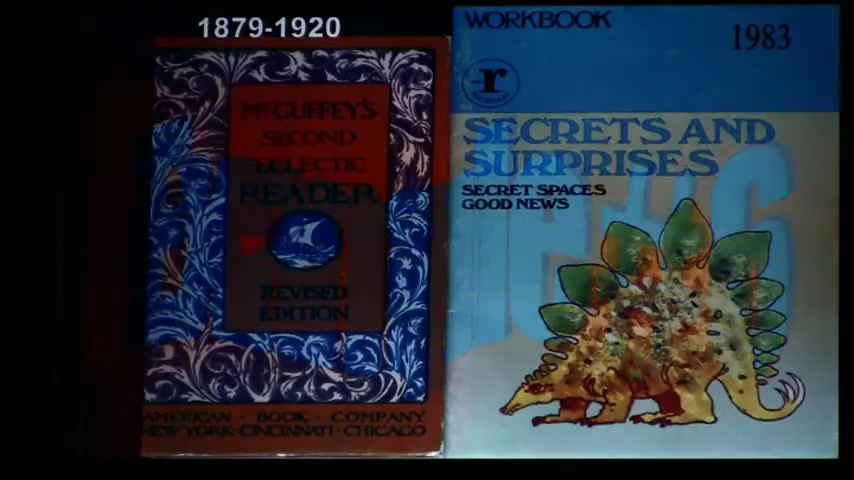 1879-1920
McGUFFEY'S
SECOND
ECLECTIC
READER
REVISED
EDITION
AMERICAN · BOOK · COMPANY
NEW YORK · CINCINNATI · CHICAGO
WORKBOOK
1983
r
SECRETS AND
SURPRISES
SECRET SPACES
GOOD NEWS